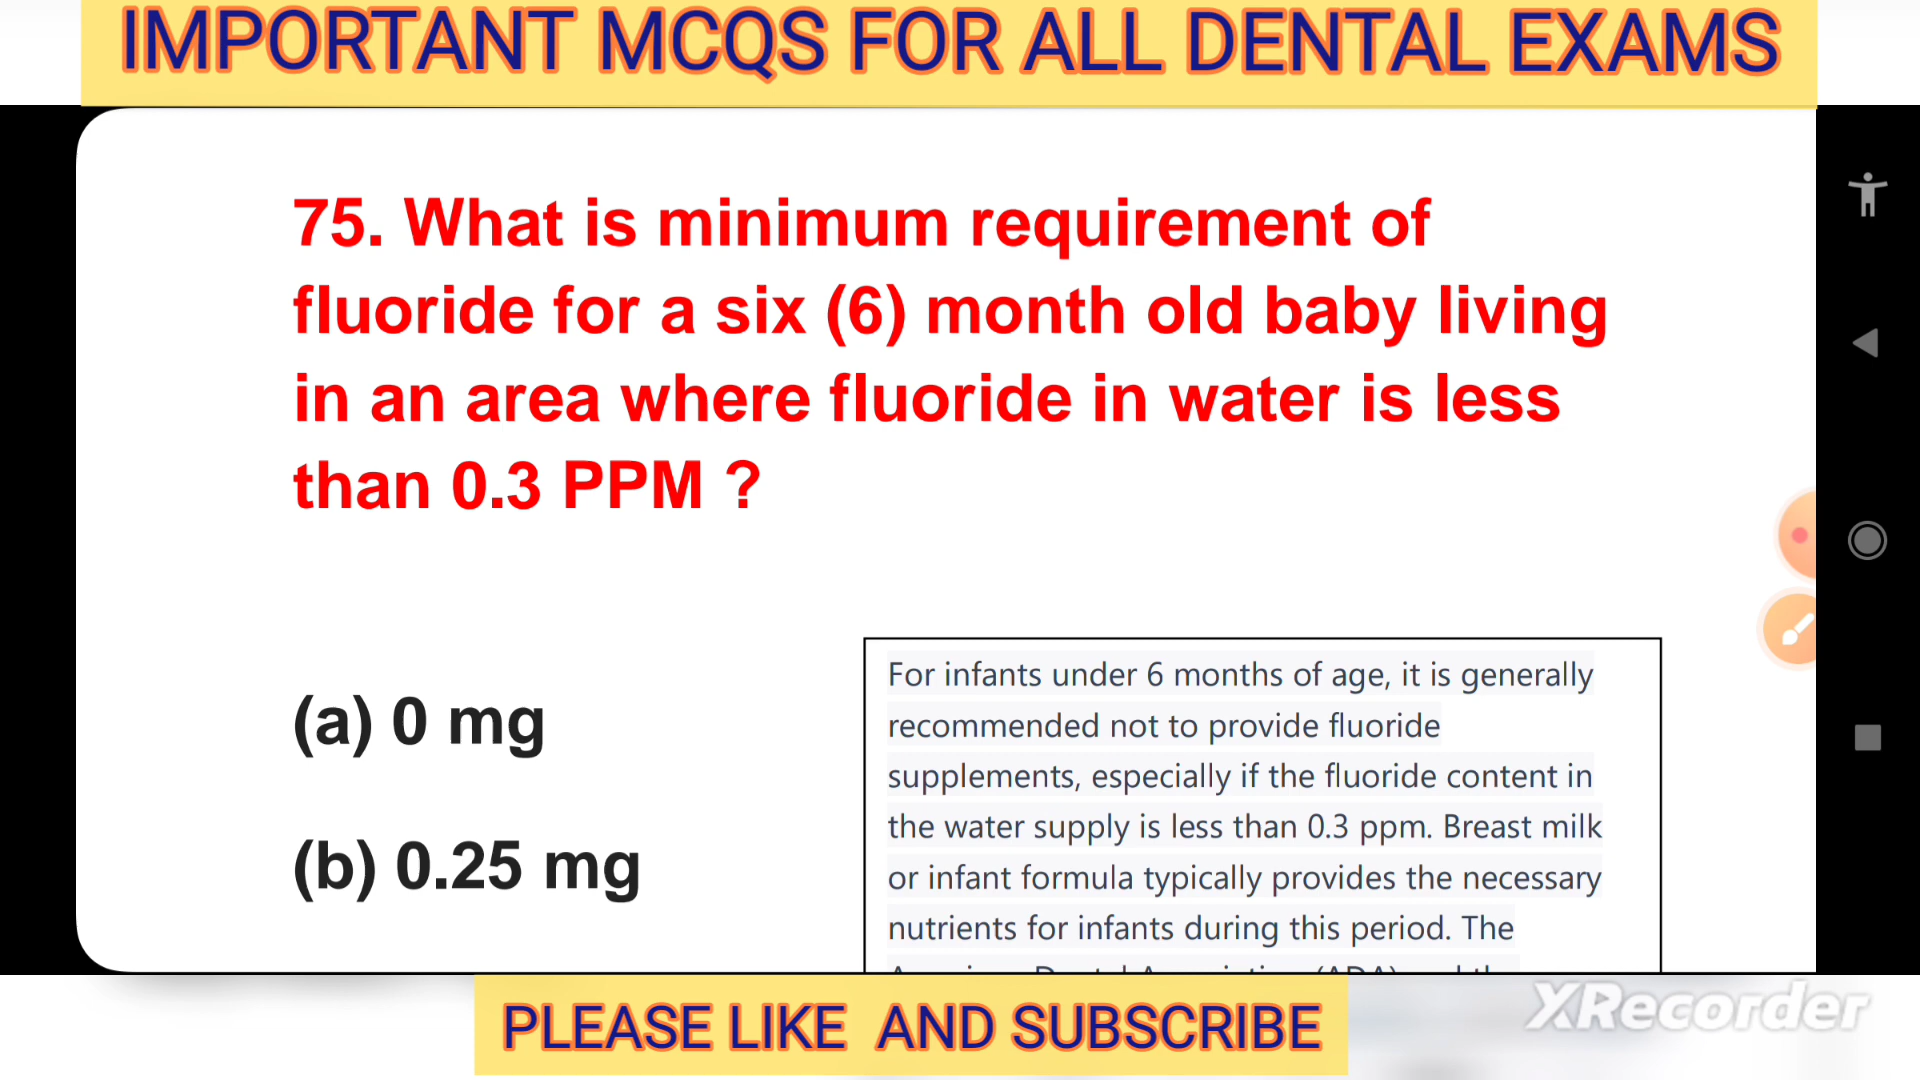 IMPORTANT MCQS FOR ALL DENTAL EXAMS
75. What is minimum requirement of
fluoride for a six (6) month old baby living
in an area where fluoride in water is less
than 0.3 PPM ?
(a) 0 mg
(b) 0.25 mg
For infants under 6 months of age, it is generally
recommended not to provide fluoride
supplements, especially if the fluoride content in
the water supply is less than 0.3 ppm. Breast milk
or infant formula typically provides the necessary
nutrients for infants during this period. The
PLEASE LIKE AND SUBSCRIBE
XRecorder